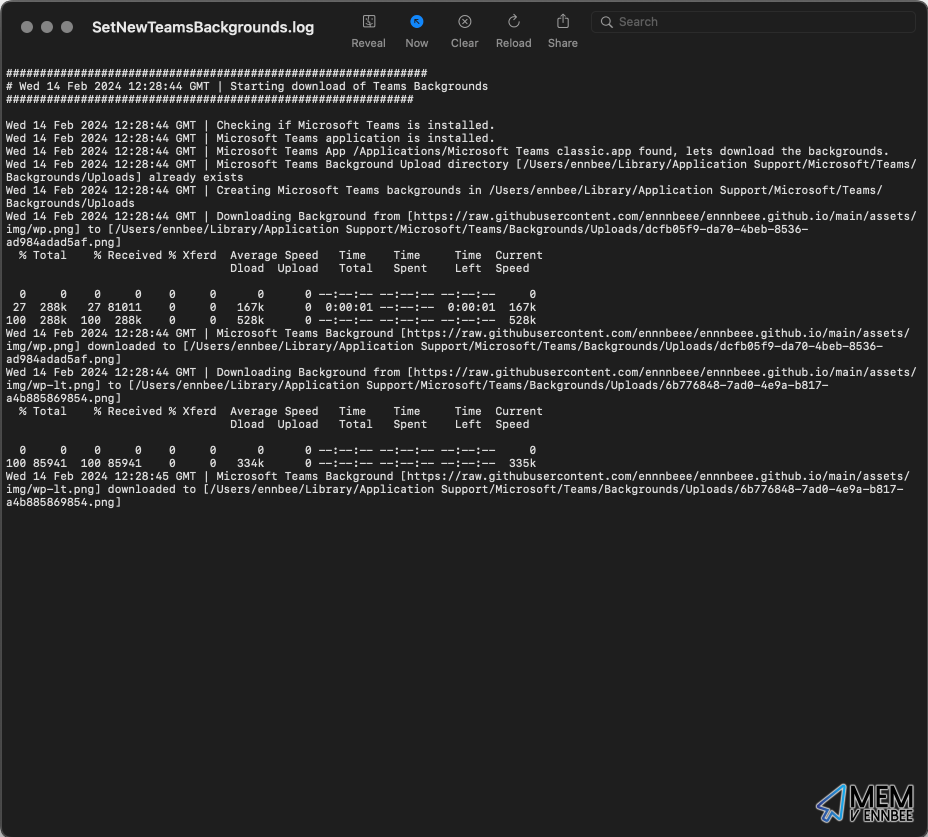 SetNewTeamsBackgrounds.log
Reveal Now Clear Reload Share
Search
##############################################################
# Wed 14 Feb 2024 12:28:44 GMT | Starting download of Teams Backgrounds
############################################################
Wed 14 Feb 2024 12:28:44 GMT | Checking if Microsoft Teams is installed.
Wed 14 Feb 2024 12:28:44 GMT | Microsoft Teams application is installed.
Wed 14 Feb 2024 12:28:44 GMT | Microsoft Teams App /Applications/Microsoft Teams classic.app found, lets download the backgrounds.
Wed 14 Feb 2024 12:28:44 GMT | Microsoft Teams Background Upload directory [/Users/ennbee/Library/Application Support/Microsoft/Teams/
Backgrounds/Uploads] already exists
Wed 14 Feb 2024 12:28:44 GMT | Creating Microsoft Teams backgrounds in /Users/ennbee/Library/Application Support/Microsoft/Teams/
Backgrounds/Uploads
Wed 14 Feb 2024 12:28:44 GMT | Downloading Background from [https://raw.githubusercontent.com/ennnbeee/ennnbeee.github.io/main/assets/
img/wp.png] to [/Users/ennbee/Library/Application Support/Microsoft/Teams/Backgrounds/Uploads/dcfb05f9-da70-4beb-8536-
ad984adad5af.png]
% Total % Received % Xferd Average Speed Time Time Time Current
Dload Upload Total Spent Left Speed
0 0 0 0 0 0 0 0 --:--:-- --:--:-- --:--:-- 0
27 288k 27 81011 0 0 167k 0 0:00:01 --:--:-- 0:00:01 167k
100 288k 100 288k 0 0 528k 0 --:--:-- --:--:-- --:--:-- 528k
Wed 14 Feb 2024 12:28:44 GMT | Microsoft Teams Background [https://raw.githubusercontent.com/ennnbeee/ennnbeee.github.io/main/assets/
img/wp.png] downloaded to [/Users/ennbee/Library/Application Support/Microsoft/Teams/Backgrounds/Uploads/dcfb05f9-da70-4beb-8536-
ad984adad5af.png]
Wed 14 Feb 2024 12:28:44 GMT | Downloading Background from [https://raw.githubusercontent.com/ennnbeee/ennnbeee.github.io/main/assets/
img/wp-lt.png] to [/Users/ennbee/Library/Application Support/Microsoft/Teams/Backgrounds/Uploads/6b776848-7ad0-4e9a-b817-
a4b885869854.png]
% Total % Received % Xferd Average Speed Time Time Time Current
Dload Upload Total Spent Left Speed
0 0 0 0 0 0 0 0 --:--:-- --:--:-- --:--:-- 0
100 85941 100 85941 0 0 334k 0 --:--:-- --:--:-- --:--:-- 335k
Wed 14 Feb 2024 12:28:45 GMT | Microsoft Teams Background [https://raw.githubusercontent.com/ennnbeee/ennnbeee.github.io/main/assets/
img/wp-lt.png] downloaded to [/Users/ennbee/Library/Application Support/Microsoft/Teams/Backgrounds/Uploads/6b776848-7ad0-4e9a-b817-
a4b885869854.png]
MEM
V ENNBEE